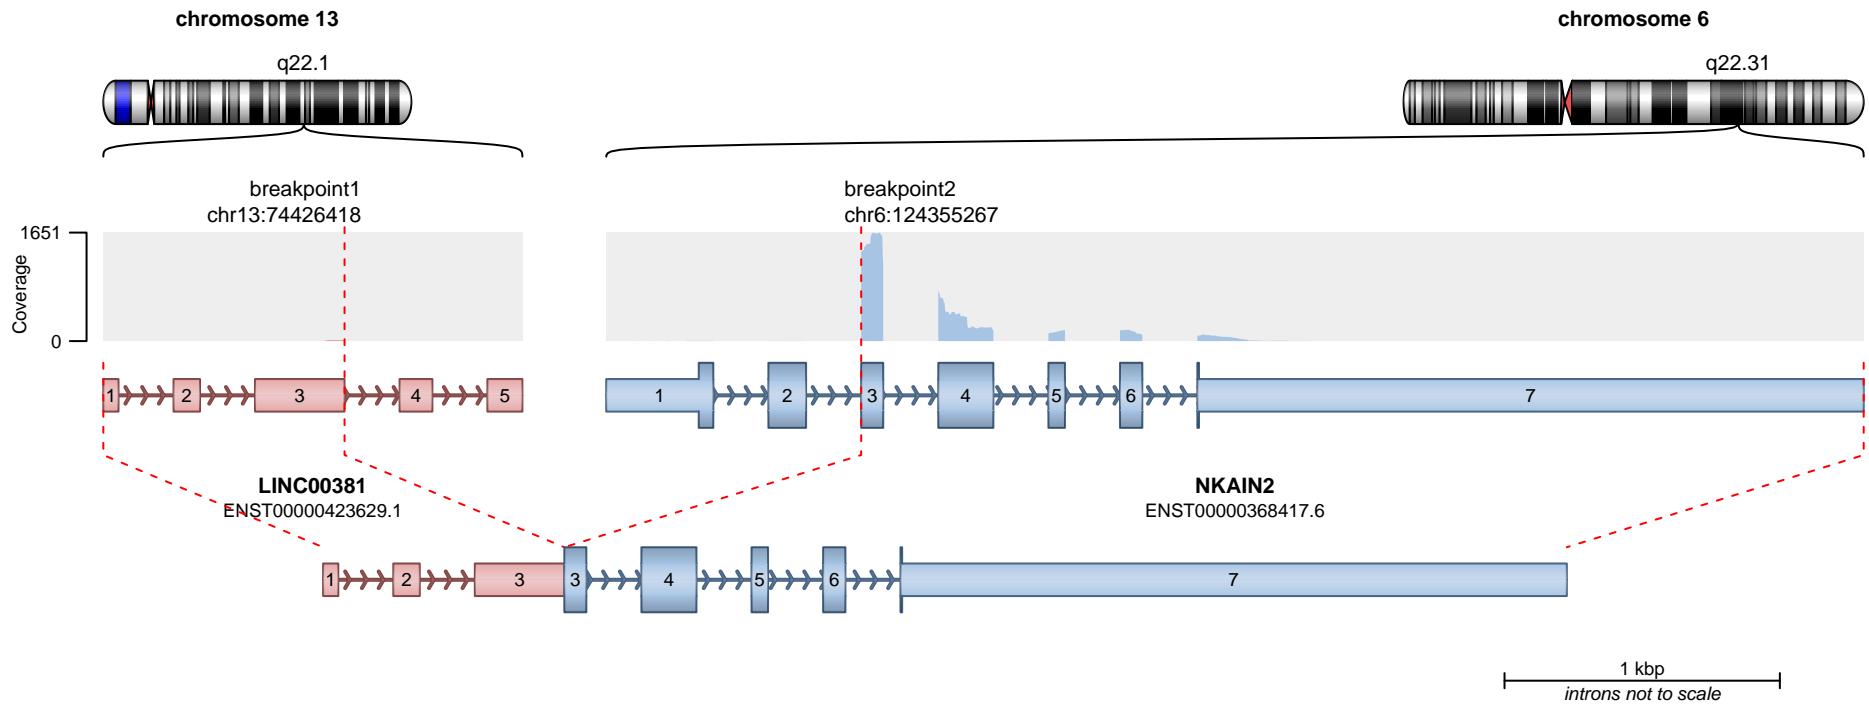 chromosome 13
chromosome 6
q22.1
q22.31
breakpoint1
chr13:74426418
breakpoint2
chr6:124355267
1651
Coverage
0
1 2 3 4 5
1 2 3 4 5 6 7
LINC00381
ENST00000423629.1
NKAIN2
ENST00000368417.6
1 2 3 3 4 5 6 7
1 kbp
introns not to scale